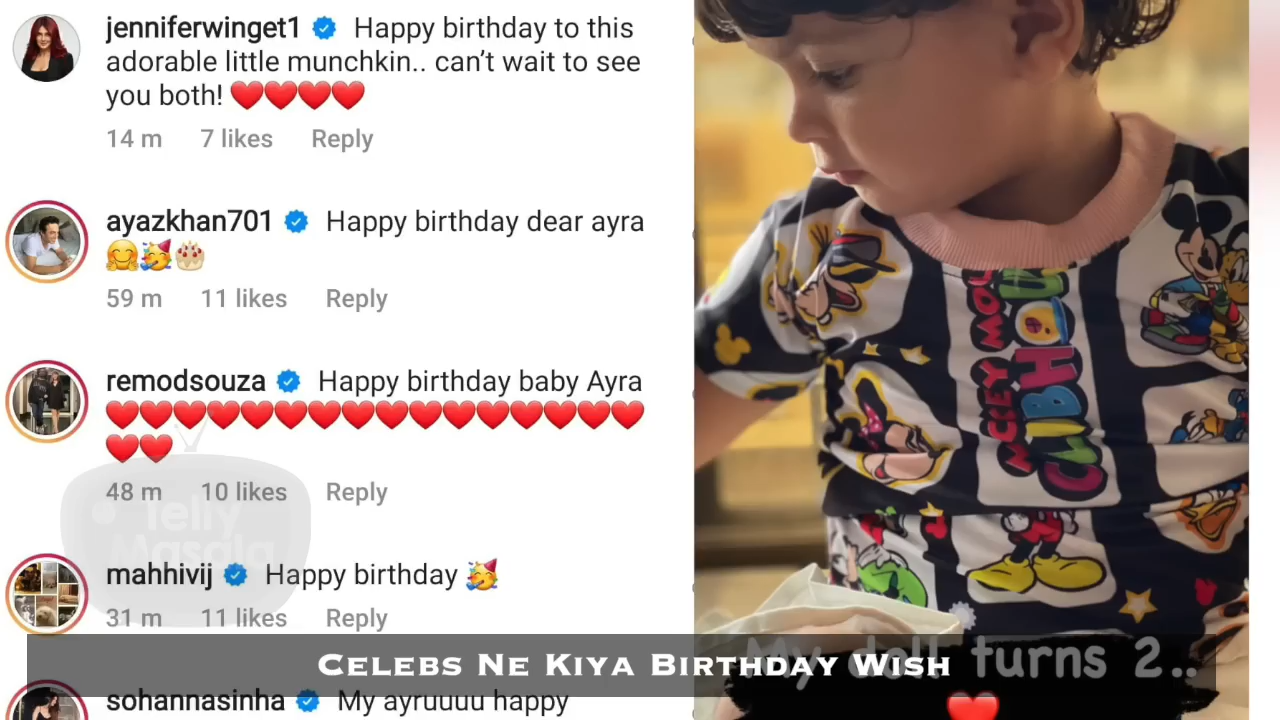 jenniferwinget1 Happy birthday to this
adorable little munchkin.. can't wait to see
you both! ❤️❤️❤️❤️
14 m 7 likes Reply
ayazkhan701 Happy birthday dear ayra
🤗🥳🎂
59 m 11 likes Reply
remodsouza Happy birthday baby Ayra
❤️❤️❤️❤️❤️❤️❤️❤️❤️❤️❤️❤️❤️❤️❤️❤️
❤️❤️
48 m 10 likes Reply
Telly
Masala
mahhivij Happy birthday 🥳
31 m 11 likes Reply
sohannasinha My ayruuuu happy
MICKEY MOUSE
CLUBHOUSE
My doll turns 2..
❤️
Celebs Ne Kiya Birthday Wish